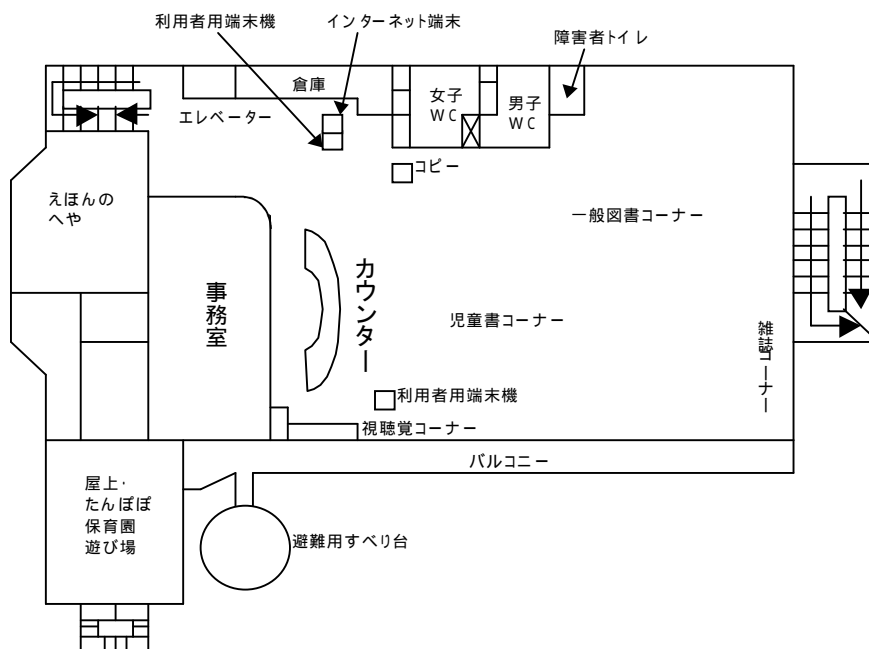 利用者用端末機
インターネット端末
障害者トイレ
倉庫
エレベーター
女子
WC
男子
WC
コピー
えほんの
へや
一般図書コーナー
事務室
カウンター
児童書コーナー
雑誌コーナー
利用者用端末機
視聴覚コーナー
バルコニー
屋上・
たんぽぽ
保育園
遊び場
避難用すべり台